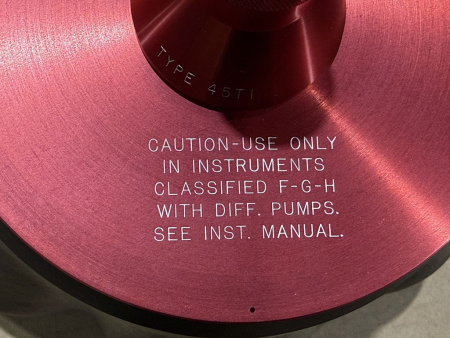 TYPE 45TI
CAUTION-USE ONLY
IN INSTRUMENTS
CLASSIFIED F-G-H
WITH DIFF. PUMPS.
SEE INST. MANUAL.